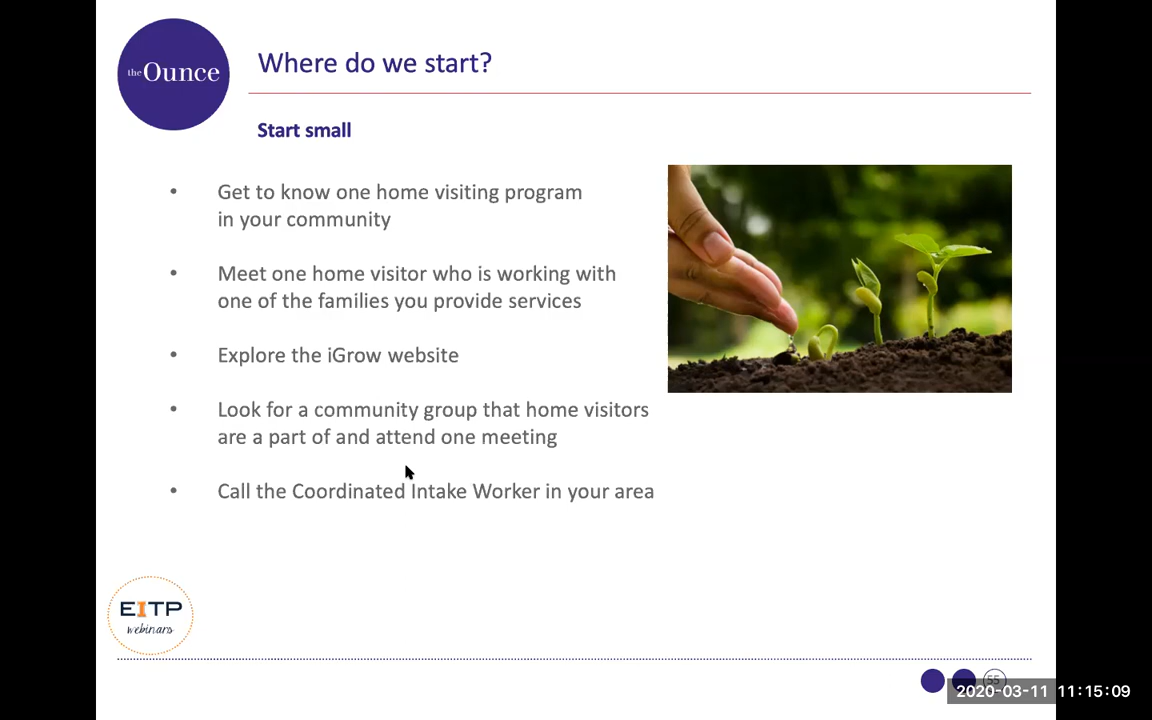 the Ounce
Where do we start?
Start small
• Get to know one home visiting program
in your community
• Meet one home visitor who is working with
one of the families you provide services
• Explore the iGrow website
• Look for a community group that home visitors
are a part of and attend one meeting
• Call the Coordinated Intake Worker in your area
EITP
webinars
55
2020-03-11 11:15:09